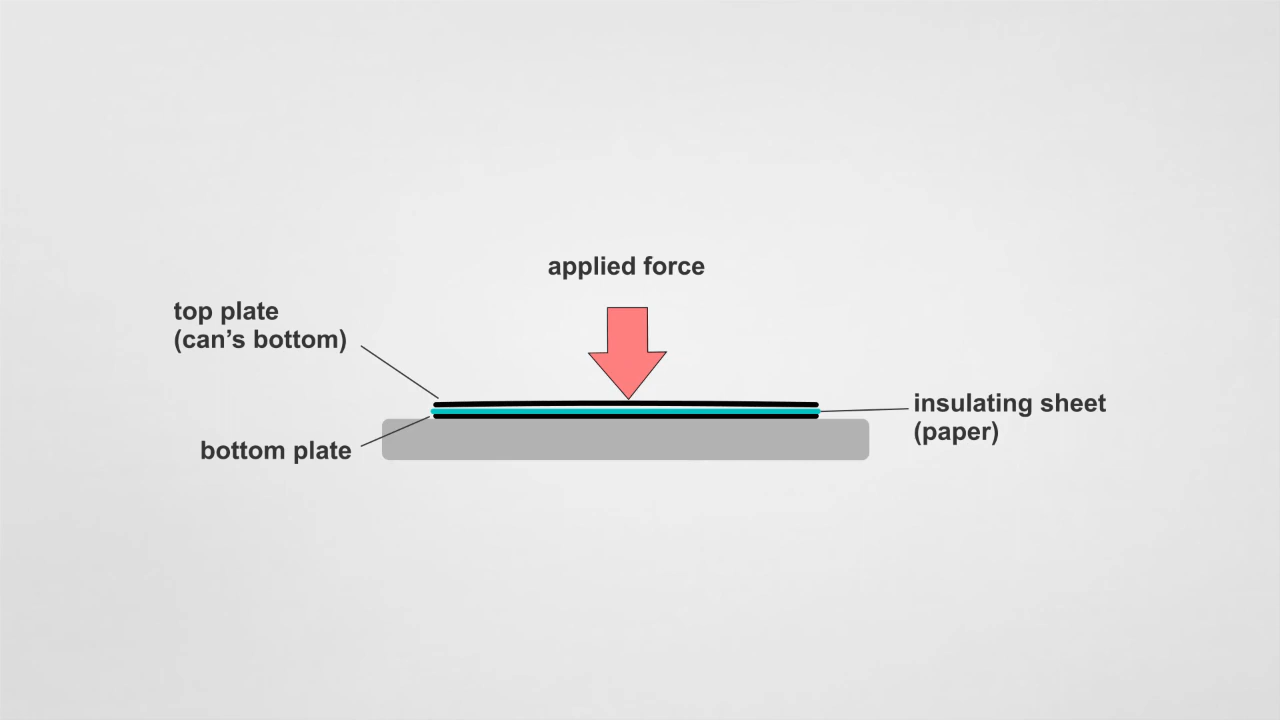 applied force
top plate
(can’s bottom)
insulating sheet
(paper)
bottom plate